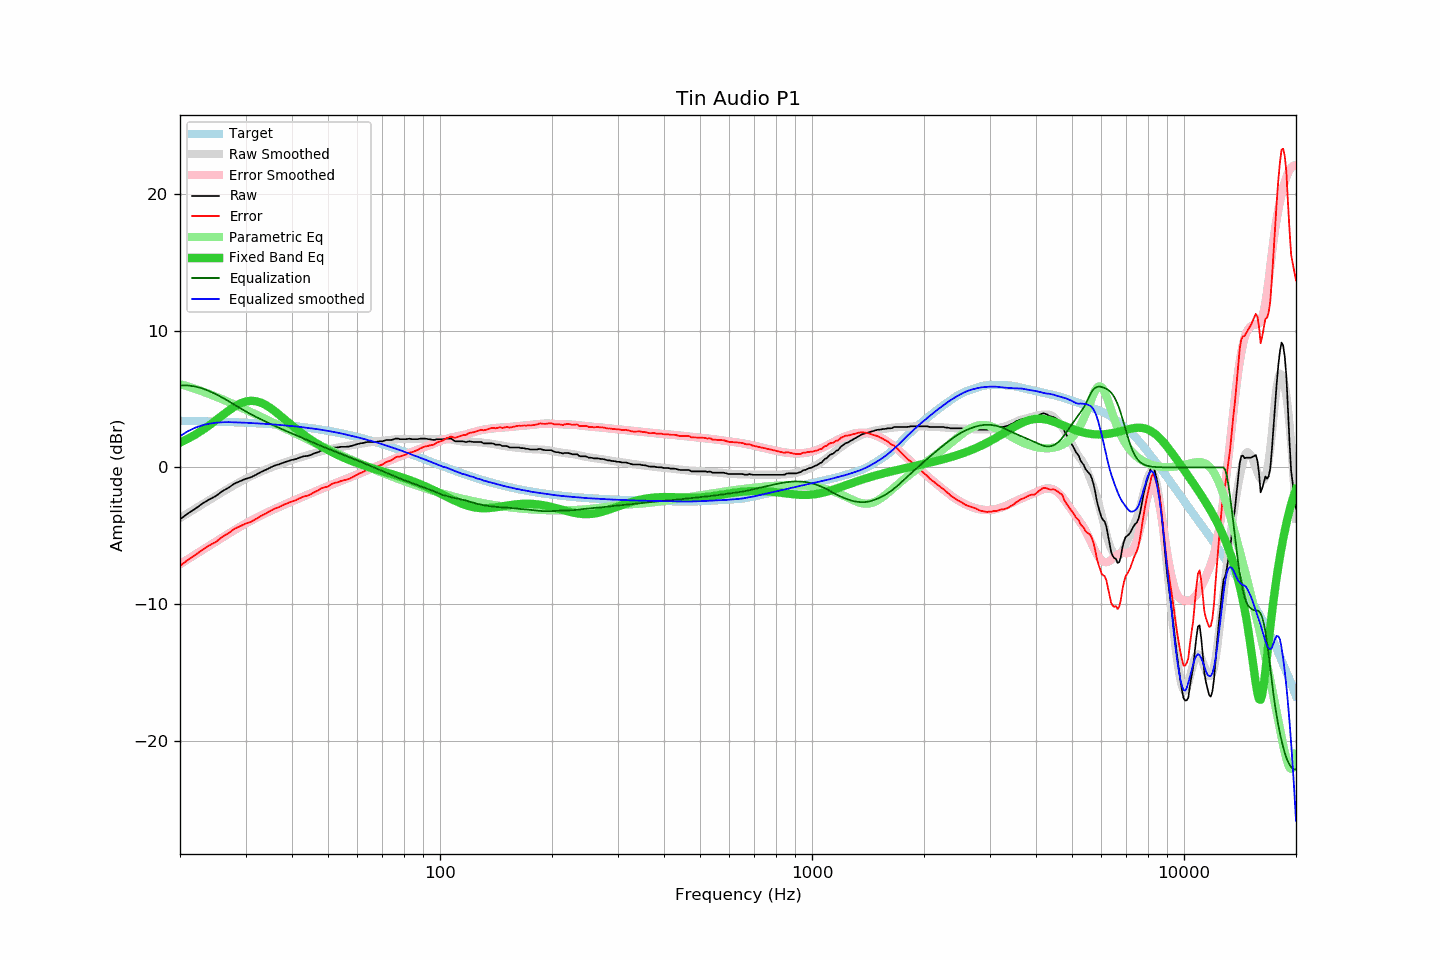 Tin Audio P1
Target
Raw Smoothed
Error Smoothed
Raw
Error
Parametric Eq
Fixed Band Eq
Equalization
Equalized smoothed
Amplitude (dBr)
20
10
0
−10
−20
100
1000
10000
Frequency (Hz)